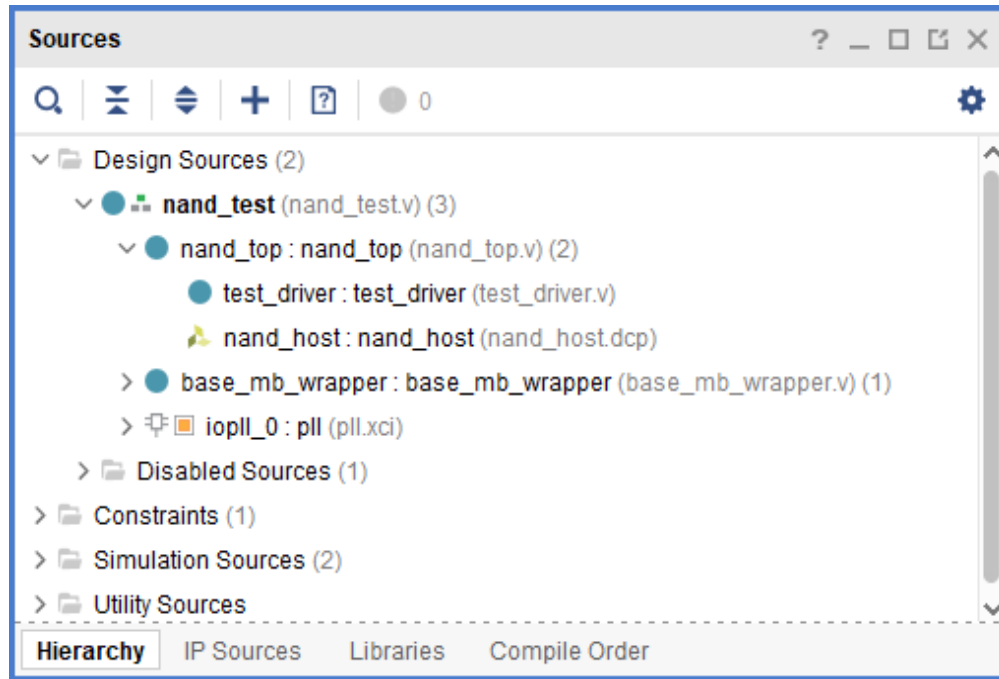 Sources
0
Design Sources (2)
nand_test (nand_test.v) (3)
nand_top : nand_top (nand_top.v) (2)
test_driver : test_driver (test_driver.v)
nand_host : nand_host (nand_host.dcp)
base_mb_wrapper : base_mb_wrapper (base_mb_wrapper.v) (1)
iopll_0 : pll (pll.xci)
Disabled Sources (1)
Constraints (1)
Simulation Sources (2)
Utility Sources
Hierarchy IP Sources Libraries Compile Order